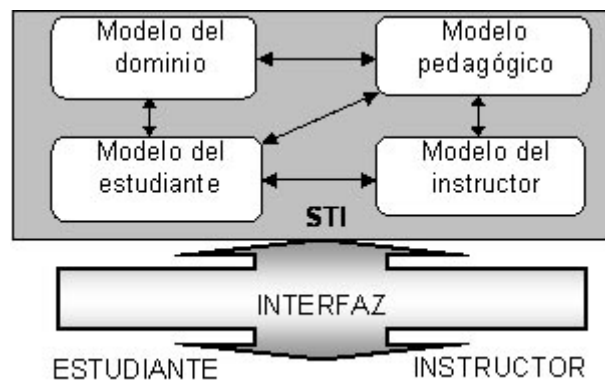 Modelo del
dominio
Modelo
pedagógico
Modelo del
estudiante
Modelo del
instructor
STI
INTERFAZ
ESTUDIANTE
INSTRUCTOR